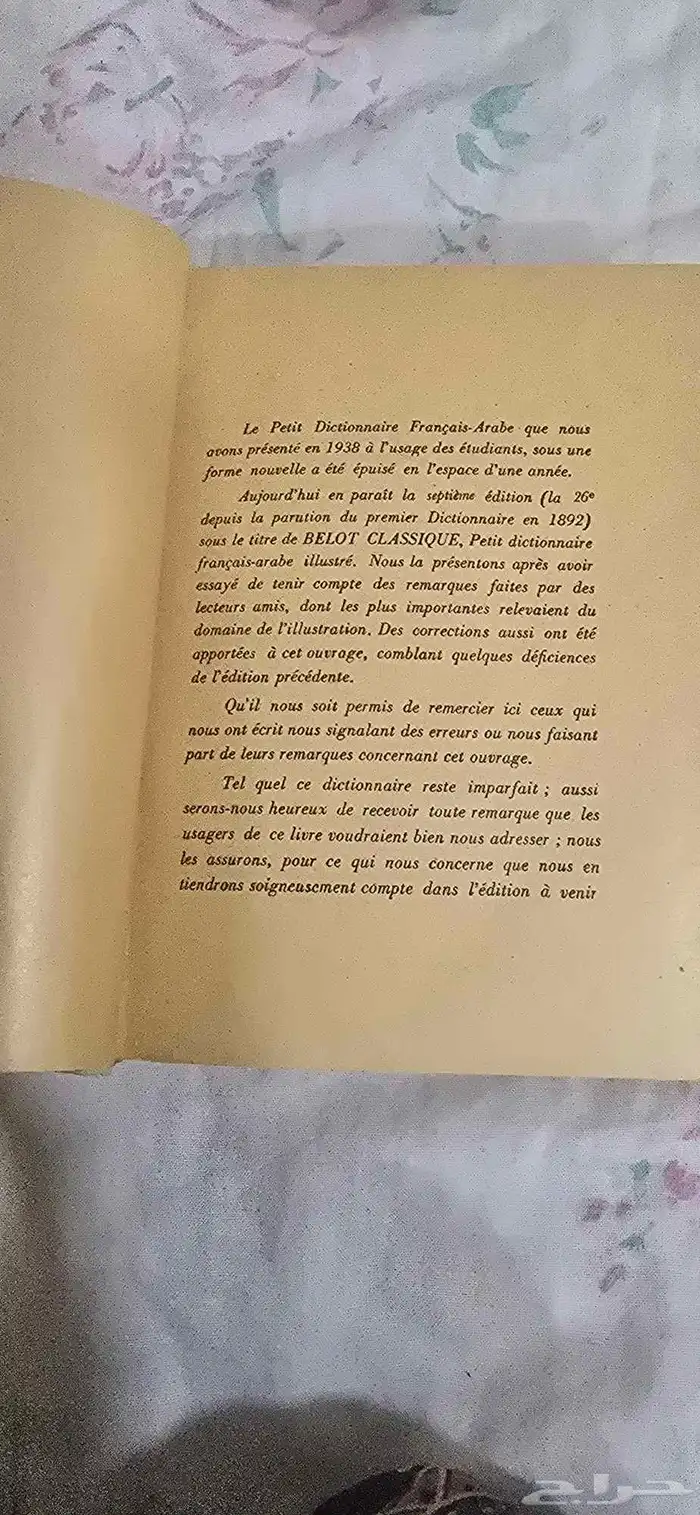 Le Petit Dictionnaire Français-Arabe que nous
avons présenté en 1938 à l'usage des étudiants, sous une
forme nouvelle a été épuisé en l'espace d'une année.
Aujourd'hui en paraît la septième édition (la 26e
depuis la parution du premier Dictionnaire en 1892)
sous le titre de BELOT CLASSIQUE, Petit dictionnaire
français-arabe illustré. Nous la présentons après avoir
essayé de tenir compte des remarques faites par des
lecteurs amis, dont les plus importantes relevaient du
domaine de l'illustration. Des corrections aussi ont été
apportées à cet ouvrage, comblant quelques déficiences
de l'édition précédente.
Qu'il nous soit permis de remercier ici ceux qui
nous ont écrit nous signalant des erreurs ou nous faisant
part de leurs remarques concernant cet ouvrage.
Tel quel ce dictionnaire reste imparfait ; aussi
serons-nous heureux de recevoir toute remarque que les
usagers de ce livre voudraient bien nous adresser ; nous
les assurons, pour ce qui nous concerne que nous en
tiendrons soigneusement compte dans l'édition à venir
حراج